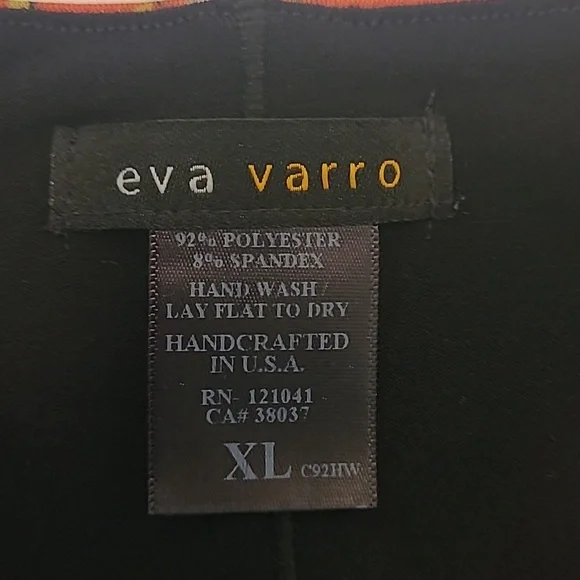 eva varro
92% POLYESTER
8% SPANDEX
HAND WASH /
LAY FLAT TO DRY
HANDCRAFTED
IN U.S.A.
RN- 121041
CA# 38037
XL C92HW